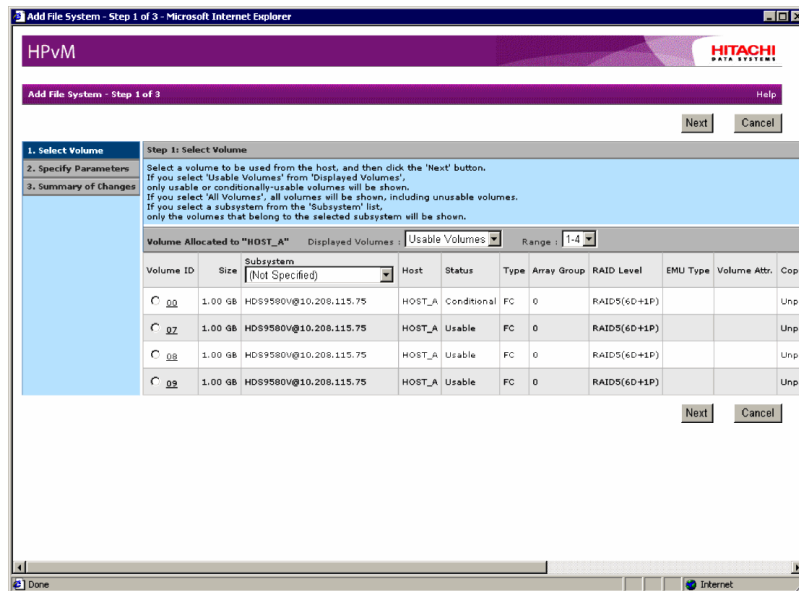 Add File System - Step 1 of 3 - Microsoft Internet Explorer
HPvM
HITACHI
DATA SYSTEMS
Add File System - Step 1 of 3 Help
Next Cancel
1. Select Volume
2. Specify Parameters
3. Summary of Changes
Step 1: Select Volume
Select a volume to be used from the host, and then click the 'Next' button.
If you select 'Usable Volumes' from 'Displayed Volumes',
only usable or conditionally-usable volumes will be shown.
If you select 'All Volumes', all volumes will be shown, including unusable volumes.
If you select a subsystem from the 'Subsystem' list,
only the volumes that belong to the selected subsystem will be shown.
Volume Allocated to "HOST_A" Displayed Volumes : Usable Volumes Range : 1-4
Volume ID Size Subsystem (Not Specified) Host Status Type Array Group RAID Level EMU Type Volume Attr. Cop
00 1.00 GB HDS9580V@10.208.115.75 HOST_A Conditional FC 0 RAID5(6D+1P) Unp
07 1.00 GB HDS9580V@10.208.115.75 HOST_A Usable FC 0 RAID5(6D+1P) Unp
08 1.00 GB HDS9580V@10.208.115.75 HOST_A Usable FC 0 RAID5(6D+1P) Unp
09 1.00 GB HDS9580V@10.208.115.75 HOST_A Usable FC 0 RAID5(6D+1P) Unp
Next Cancel
Done Internet